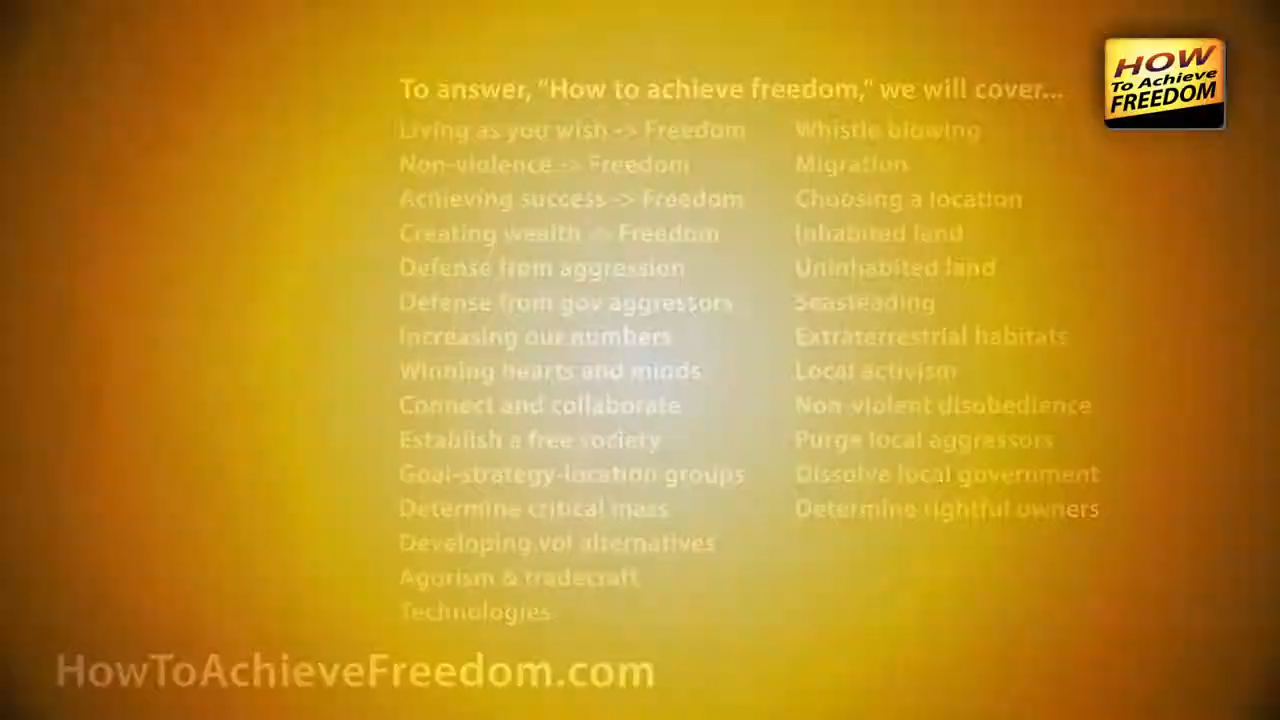 HOW
To Achieve
FREEDOM
To answer, "How to achieve freedom," we will cover...
Living as you wish -> Freedom
Non-violence -> Freedom
Achieving success -> Freedom
Creating wealth -> Freedom
Defense from aggression
Defense from gov aggressors
Increasing our numbers
Winning hearts and minds
Connect and collaborate
Establish a free society
Goal-strategy-location groups
Determine critical mass
Developing vol alternatives
Agorism & tradecraft
Technologies
Whistle blowing
Migration
Choosing a location
Inhabited land
Uninhabited land
Seasteading
Extraterrestrial habitats
Local activism
Non-violent disobedience
Purge local aggressors
Dissolve local government
Determine rightful owners
HowToAchieveFreedom.com